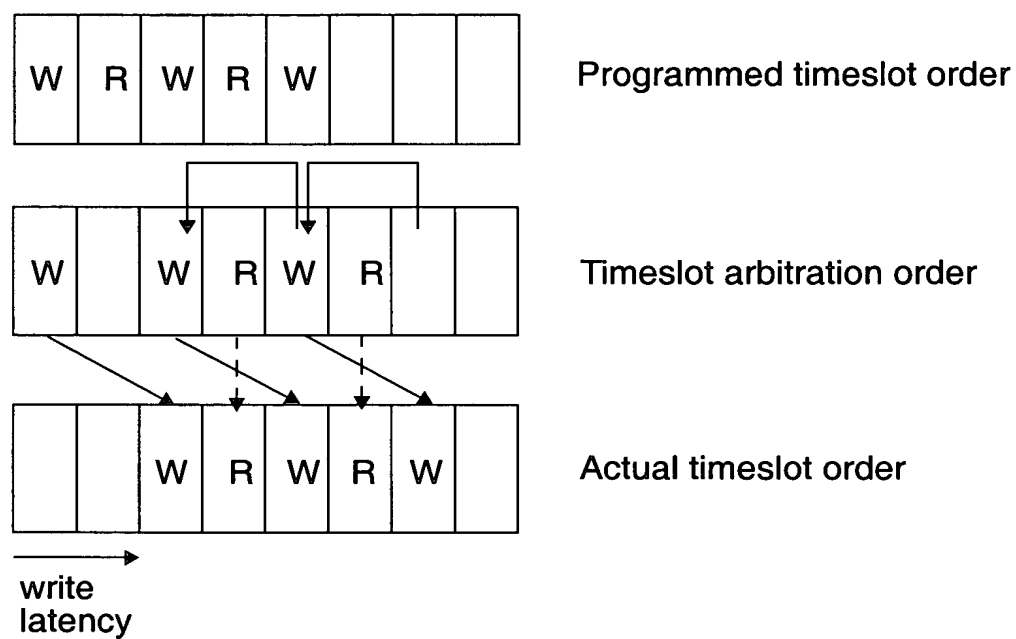 W R W R W Programmed timeslot order
W W R W R Timeslot arbitration order
W R W R W Actual timeslot order
write
latency